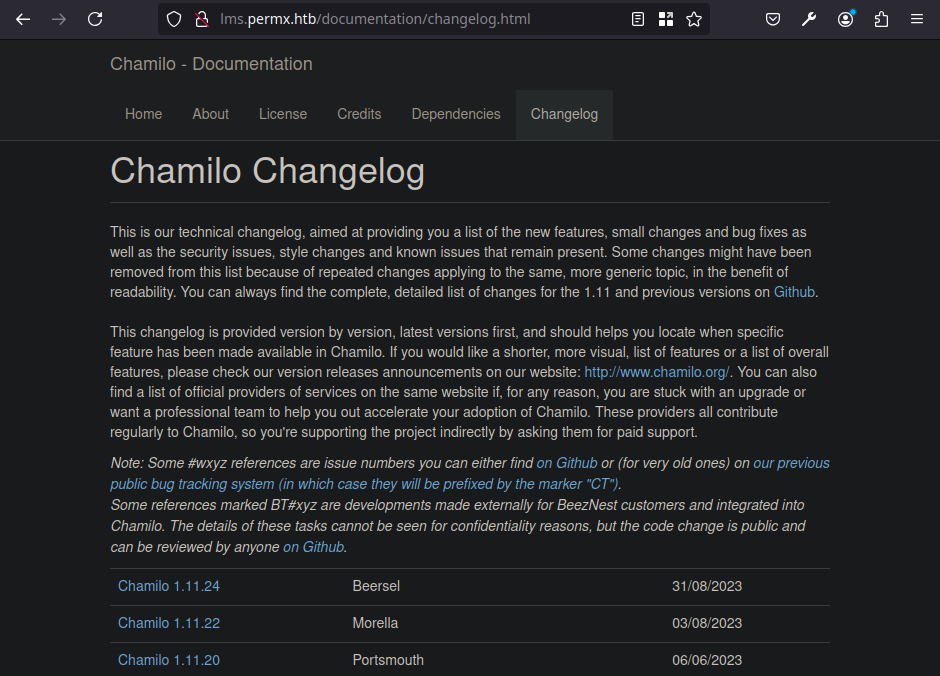 lms.permx.htb/documentation/changelog.html
Chamilo - Documentation
Home About License Credits Dependencies Changelog
Chamilo Changelog
This is our technical changelog, aimed at providing you a list of the new features, small changes and bug fixes as
well as the security issues, style changes and known issues that remain present. Some changes might have been
removed from this list because of repeated changes applying to the same, more generic topic, in the benefit of
readability. You can always find the complete, detailed list of changes for the 1.11 and previous versions on Github.
This changelog is provided version by version, latest versions first, and should helps you locate when specific
feature has been made available in Chamilo. If you would like a shorter, more visual, list of features or a list of overall
features, please check our version releases announcements on our website: http://www.chamilo.org/. You can also
find a list of official providers of services on the same website if, for any reason, you are stuck with an upgrade or
want a professional team to help you out accelerate your adoption of Chamilo. These providers all contribute
regularly to Chamilo, so you're supporting the project indirectly by asking them for paid support.
Note: Some #wxyz references are issue numbers you can either find on Github or (for very old ones) on our previous
public bug tracking system (in which case they will be prefixed by the marker "CT").
Some references marked BT#xyz are developments made externally for BeezNest customers and integrated into
Chamilo. The details of these tasks cannot be seen for confidentiality reasons, but the code change is public and
can be reviewed by anyone on Github.
Chamilo 1.11.24 Beersel 31/08/2023
Chamilo 1.11.22 Morella 03/08/2023
Chamilo 1.11.20 Portsmouth 06/06/2023